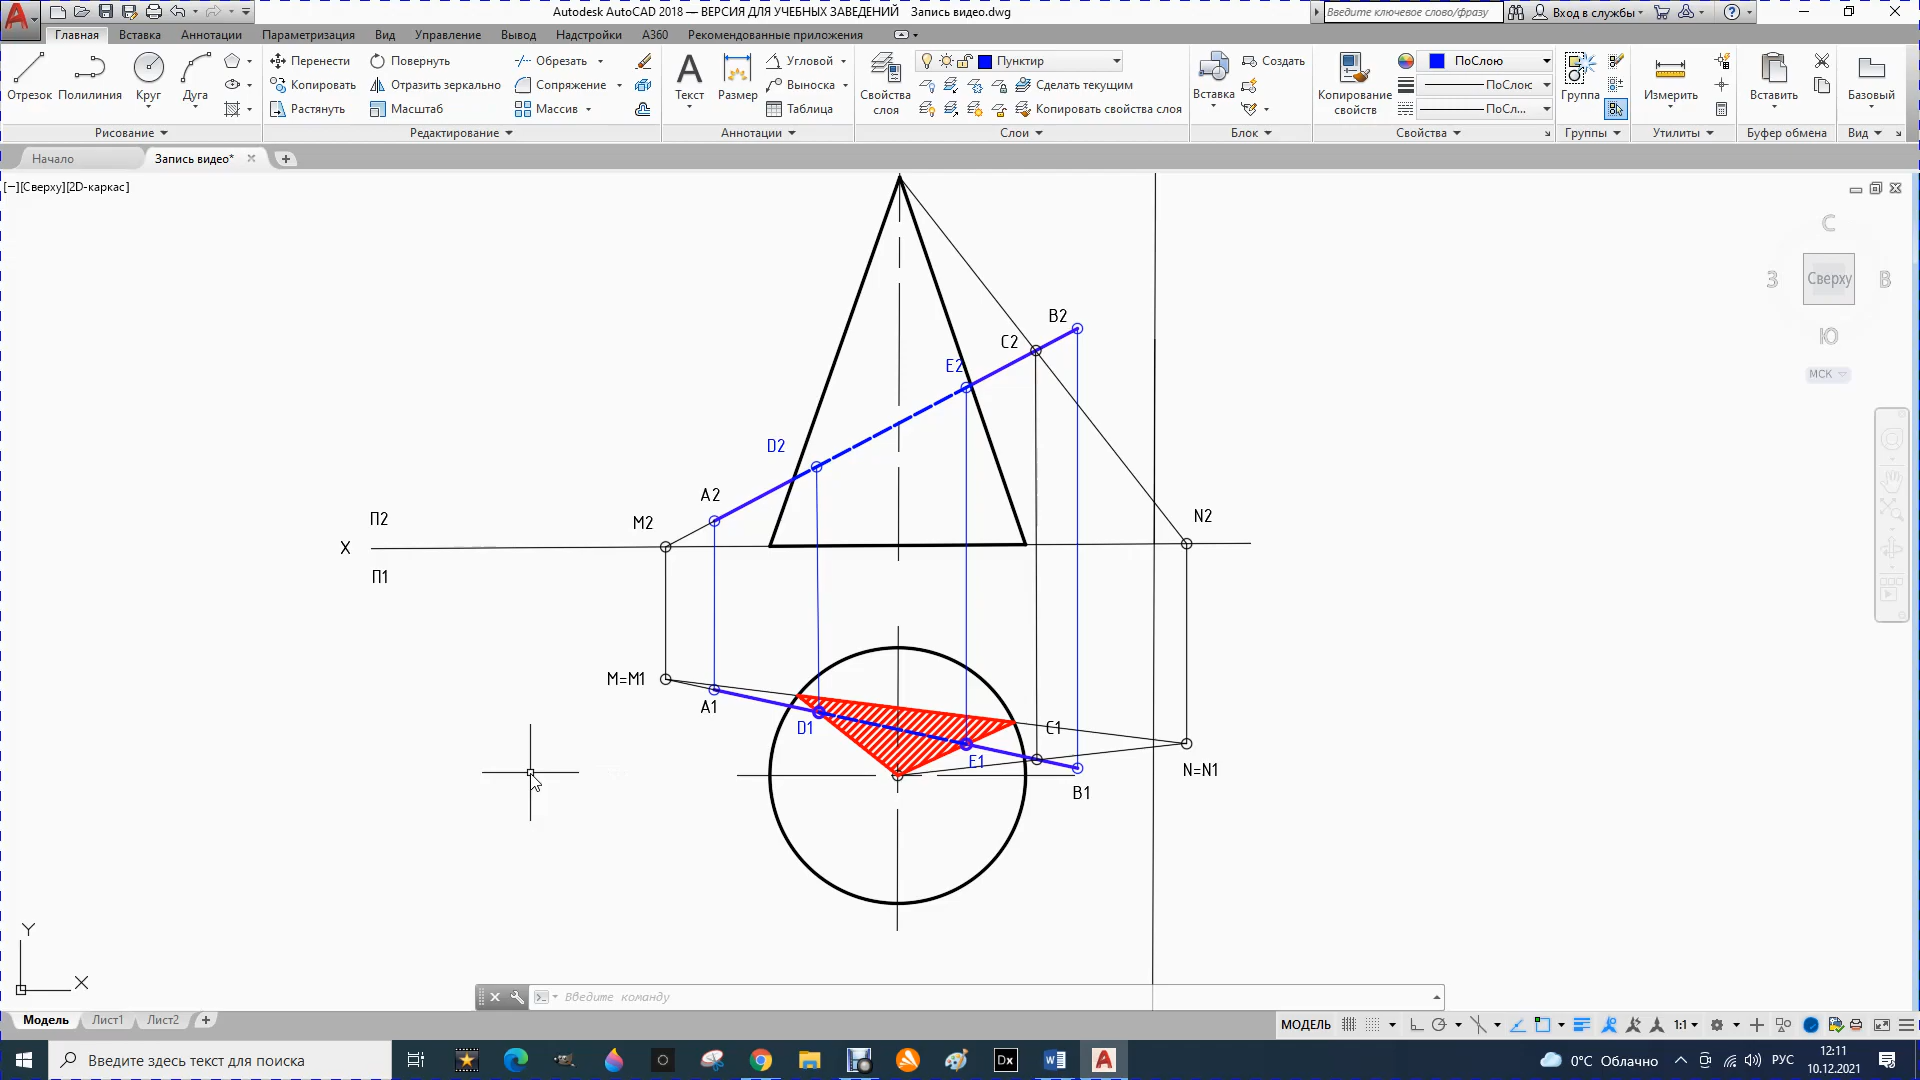 Autodesk AutoCAD 2018 — ВЕРСИЯ ДЛЯ УЧЕБНЫХ ЗАВЕДЕНИЙ Запись видео.dwg
Введите ключевое слово/фразу
Вход в службы
Главная Вставка Аннотации Параметризация Вид Управление Вывод Надстройки A360 Рекомендованные приложения
Отрезок
Полилиния
Круг
Дуга
Рисование
Перенести
Копировать
Растянуть
Повернуть
Отразить зеркально
Масштаб
Обрезать
Сопряжение
Массив
Редактирование
Текст
Размер
Угловой
Выноска
Таблица
Аннотации
Свойства
слоя
Пунктир
Сделать текущим
Копировать свойства слоя
Слои
Вставка
Создать
Блок
Копирование
свойств
ПоСлою
ПоСлою
ПоСл...
Свойства
Группа
Группы
Измерить
Утилиты
Вставить
Буфер обмена
Базовый
Вид
Начало
Запись видео*
[−][Сверху][2D-каркас]
С
З
Сверху
В
Ю
МСК
B2
C2
E2
D2
A2
M2
N2
П2
X
П1
M=M1
A1
D1
C1
E1
N=N1
B1
Y
X
Введите команду
Модель Лист1 Лист2
МОДЕЛЬ
1:1
Введите здесь текст для поиска
Dx
0°C Облачно
РУС
12:11
10.12.2021